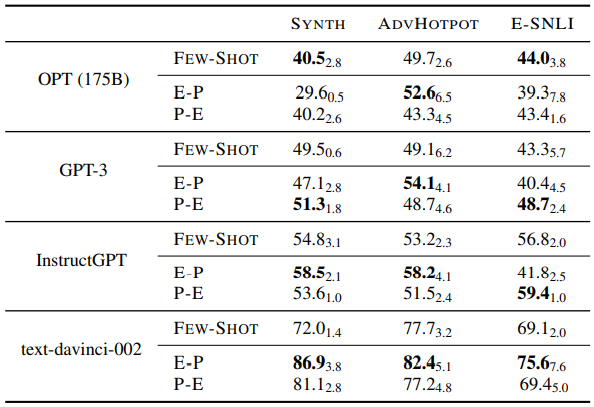 SYNTH ADVHOTPOT E-SNLI
OPT (175B)
FEW-SHOT 40.5 2.8 49.7 2.6 44.0 3.8
E-P 29.6 0.5 52.6 6.5 39.3 7.8
P-E 40.2 2.6 43.3 4.5 43.4 1.6
GPT-3
FEW-SHOT 49.5 0.6 49.1 6.2 43.3 5.7
E-P 47.1 2.8 54.1 4.1 40.4 4.5
P-E 51.3 1.8 48.7 4.6 48.7 2.4
InstructGPT
FEW-SHOT 54.8 3.1 53.2 2.3 56.8 2.0
E-P 58.5 2.1 58.2 4.1 41.8 2.5
P-E 53.6 1.0 51.5 2.4 59.4 1.0
text-davinci-002
FEW-SHOT 72.0 1.4 77.7 3.2 69.1 2.0
E-P 86.9 3.8 82.4 5.1 75.6 7.6
P-E 81.1 2.8 77.2 4.8 69.4 5.0